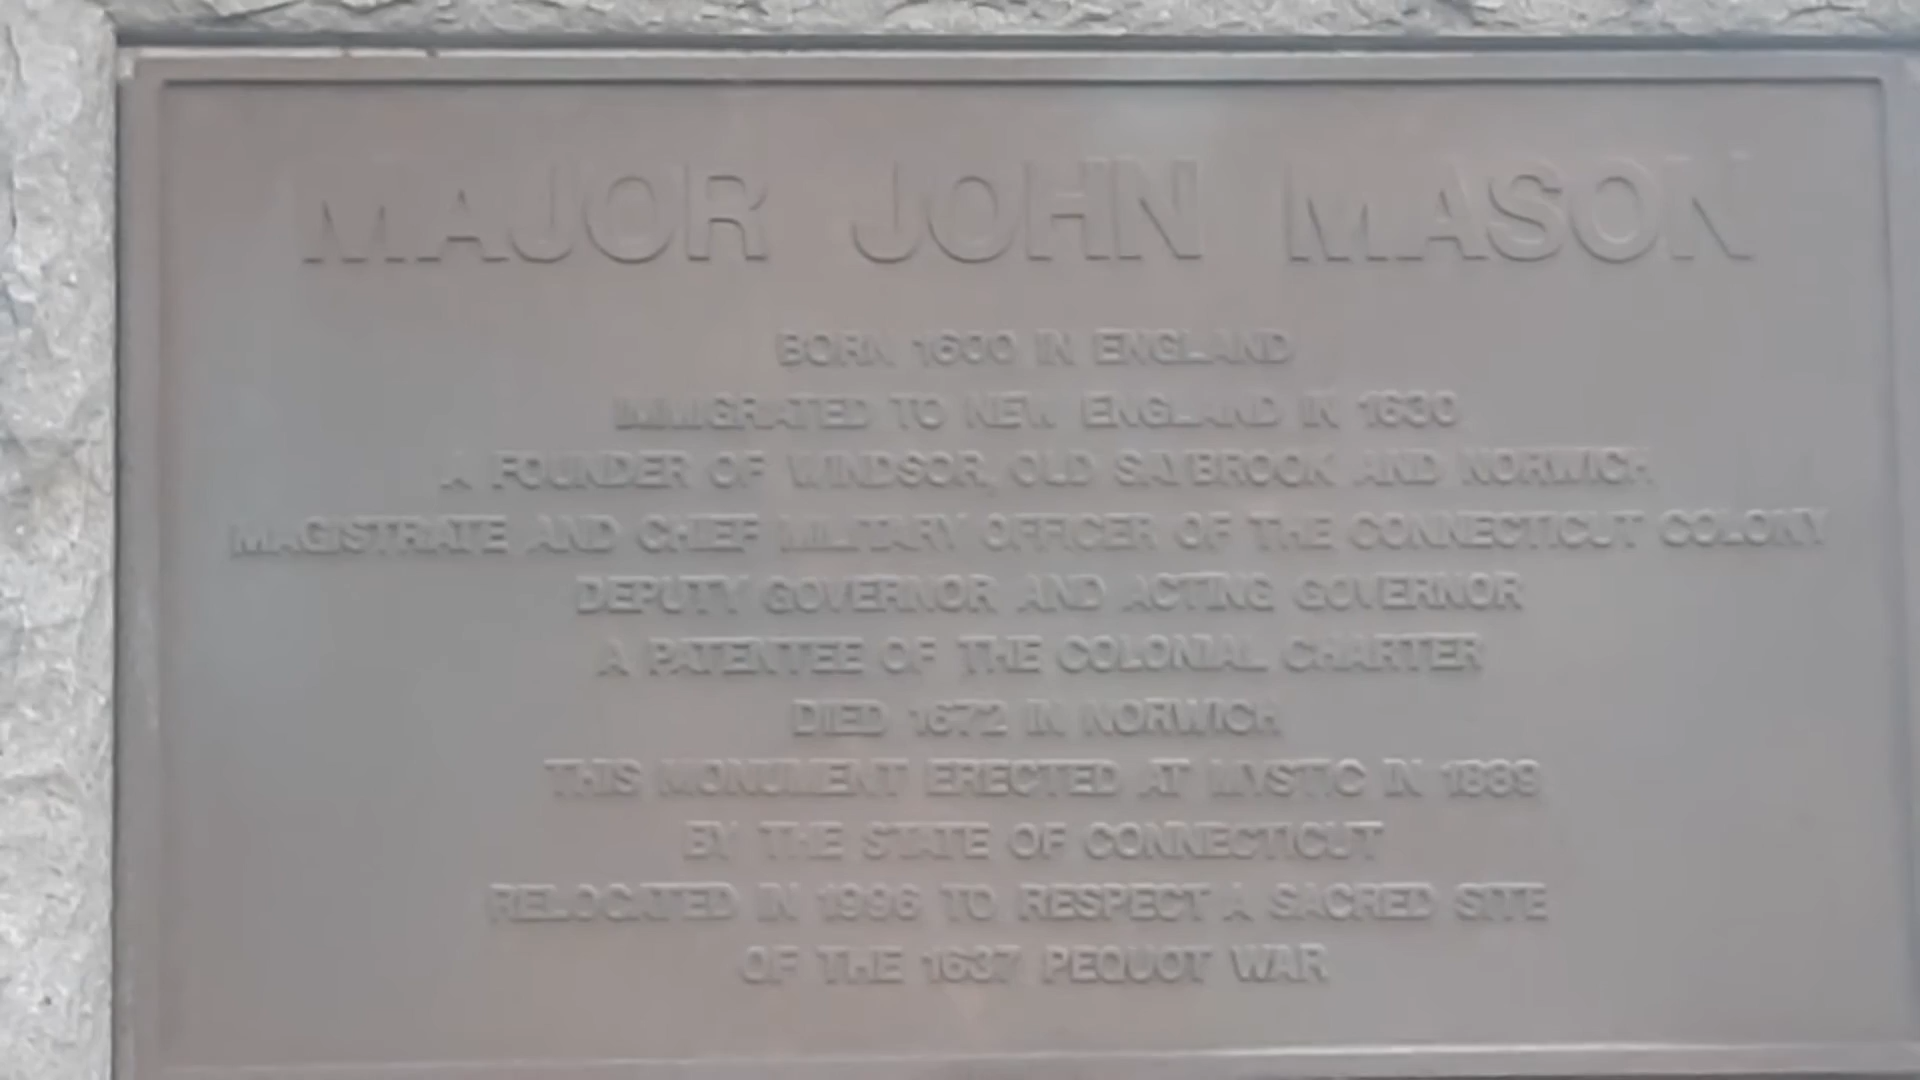 MAJOR JOHN MASON
BORN 1600 IN ENGLAND
IMMIGRATED TO NEW ENGLAND IN 1630
A FOUNDER OF WINDSOR, OLD SAYBROOK AND NORWICH
MAGISTRATE AND CHIEF MILITARY OFFICER OF THE CONNECTICUT COLONY
DEPUTY GOVERNOR AND ACTING GOVERNOR
A PATENTEE OF THE COLONIAL CHARTER
DIED 1672 IN NORWICH
THIS MONUMENT ERECTED AT MYSTIC IN 1889
BY THE STATE OF CONNECTICUT
RELOCATED IN 1996 TO RESPECT A SACRED SITE
OF THE 1637 PEQUOT WAR